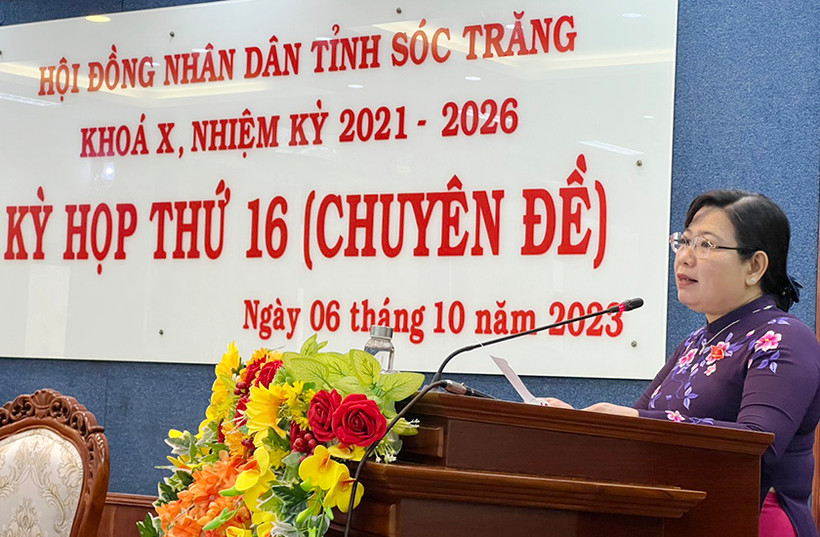 HỘI ĐỒNG NHÂN DÂN TỈNH SÓC TRĂNG
KHOÁ X, NHIỆM KỲ 2021 - 2026
KỲ HỌP THỨ 16 (CHUYÊN ĐỀ)
Ngày 06 tháng 10 năm 2023